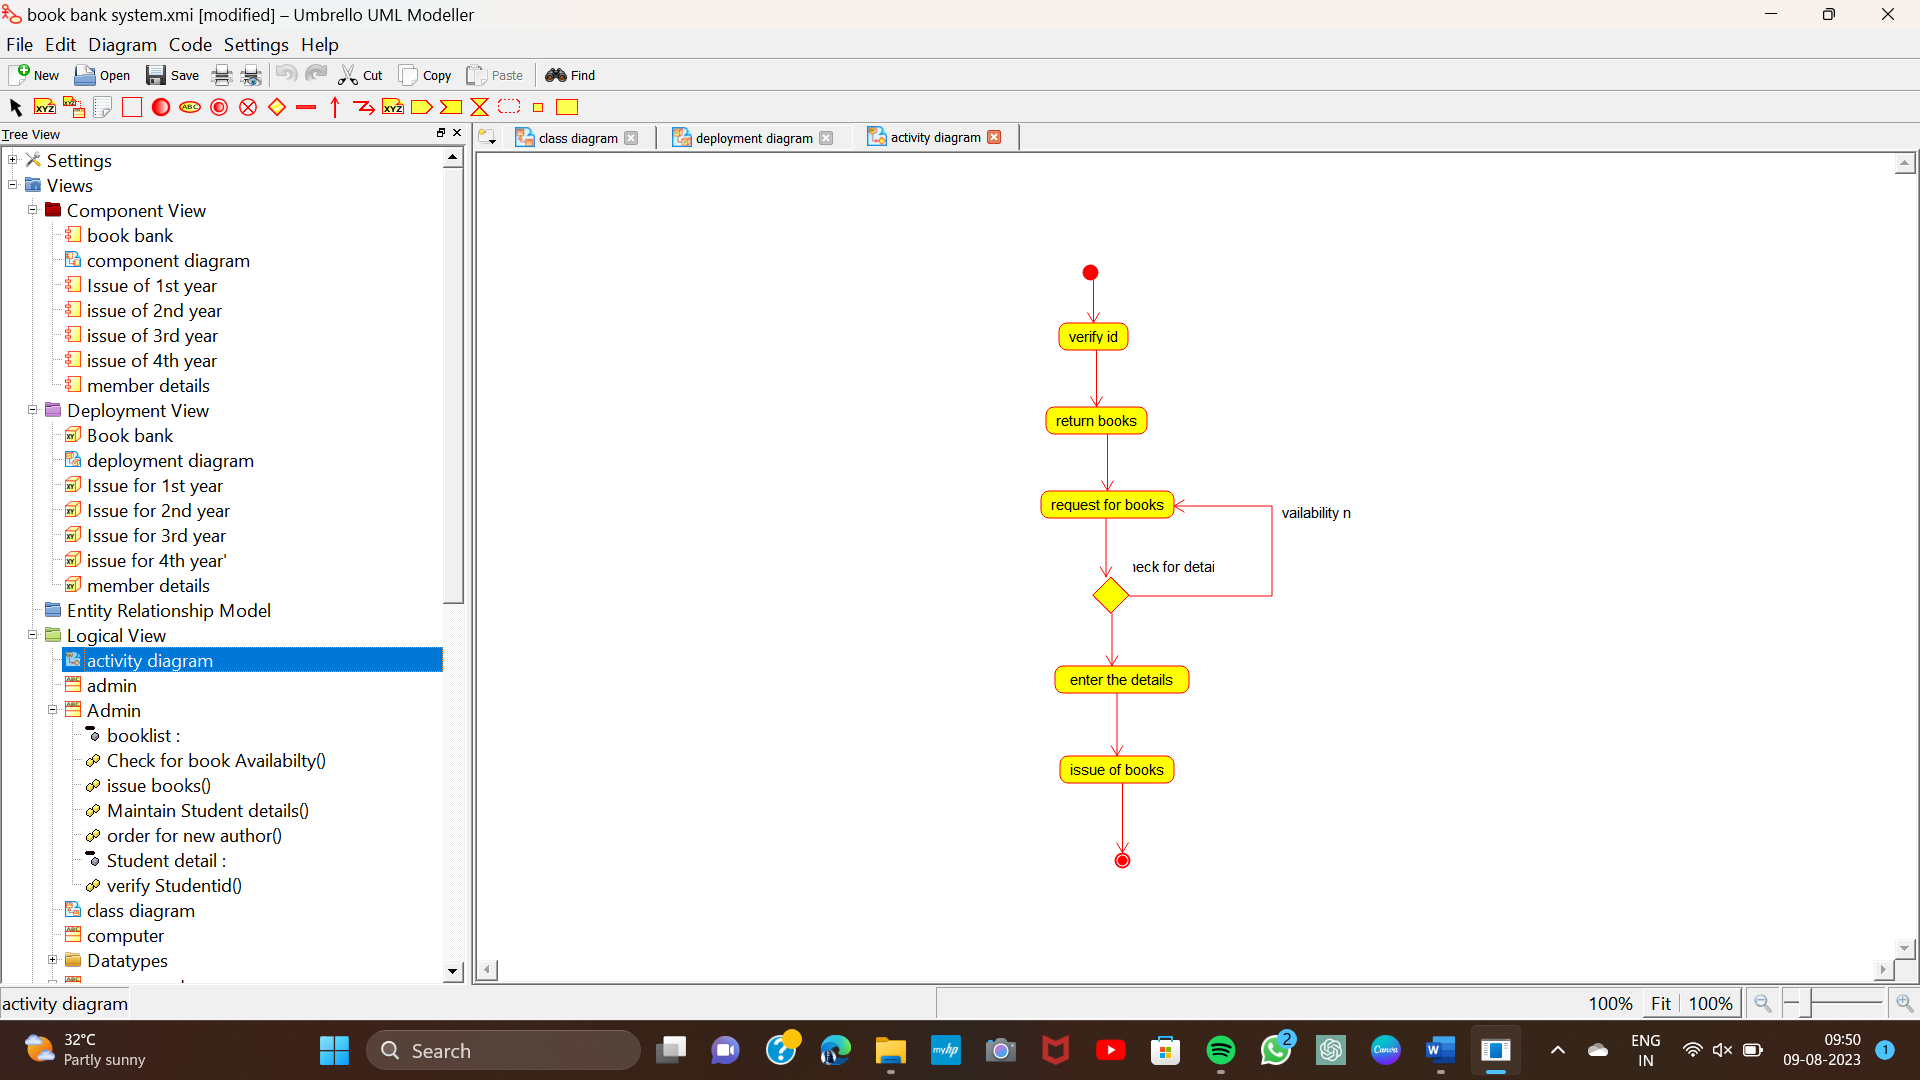 book bank system.xmi [modified] – Umbrello UML Modeller
File Edit Diagram Code Settings Help
New Open Save Cut Copy Paste Find
Tree View
class diagram
deployment diagram
activity diagram
Settings
Views
Component View
book bank
component diagram
Issue of 1st year
issue of 2nd year
issue of 3rd year
issue of 4th year
member details
Deployment View
Book bank
deployment diagram
Issue for 1st year
Issue for 2nd year
Issue for 3rd year
issue for 4th year'
member details
Entity Relationship Model
Logical View
activity diagram
admin
Admin
booklist :
Check for book Availabilty()
issue books()
Maintain Student details()
order for new author()
Student detail :
verify Studentid()
class diagram
computer
Datatypes
verify id
return books
request for books
vailability n
heck for detai
enter the details
issue of books
activity diagram
100% Fit 100%
32°C
Partly sunny
Search
myhp
Canva
2
ENG
IN
09:50
09-08-2023
1